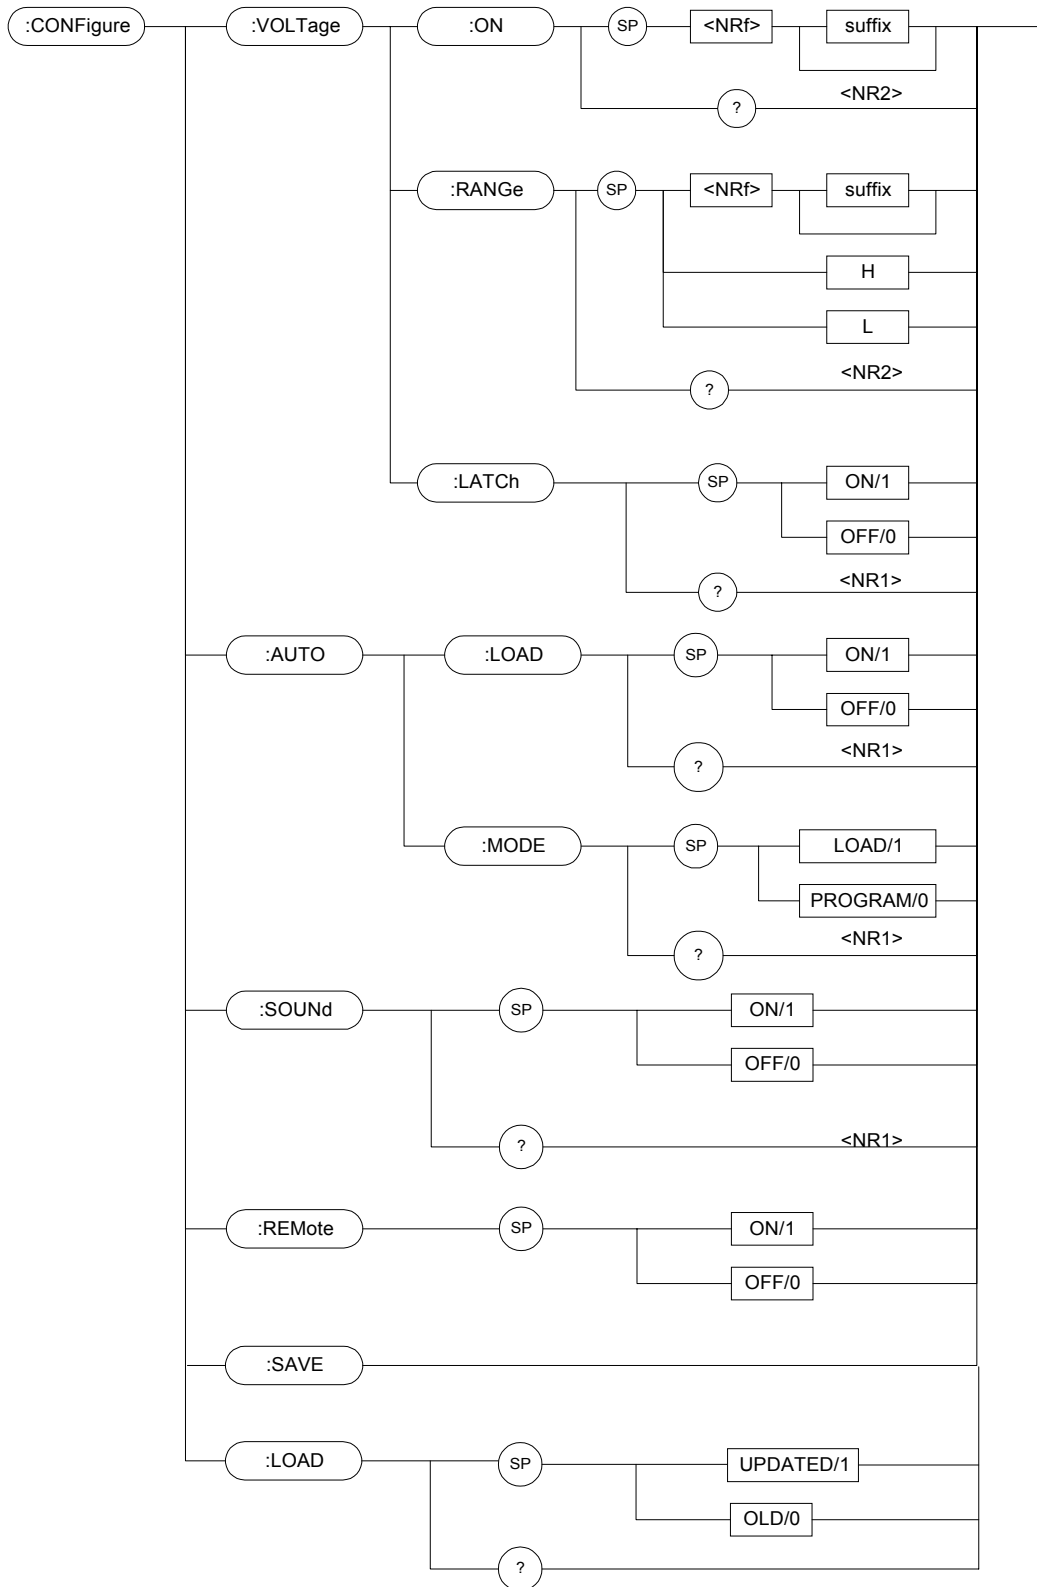 :CONFigure :VOLTage :ON SP <NRf> suffix
? <NR2>
:RANGe SP <NRf> suffix
H
L
? <NR2>
:LATCh SP ON/1
OFF/0
? <NR1>
:AUTO :LOAD SP ON/1
OFF/0
? <NR1>
:MODE SP LOAD/1
PROGRAM/0
? <NR1>
:SOUNd SP ON/1
OFF/0
? <NR1>
:REMote SP ON/1
OFF/0
:SAVE
:LOAD SP UPDATED/1
OLD/0
?